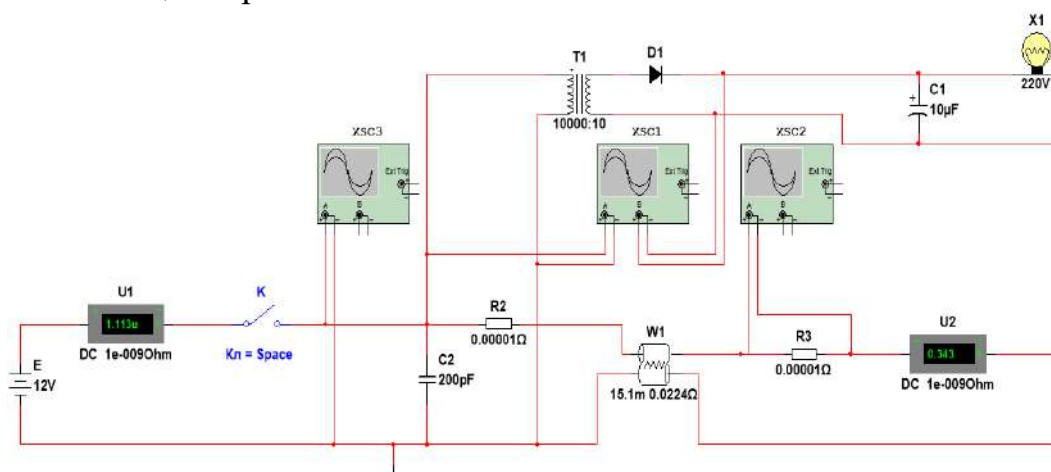 X1
220V
T1
10000:10
D1
C1
10µF
XSC3
Ext Trig
A
B
XSC1
Ext Trig
A
B
XSC2
Ext Trig
A
B
U1
1.113u
DC 1e-009Ohm
K
Кл = Space
E
12V
R2
0.00001Ω
C2
200pF
W1
15.1m 0.0224Ω
R3
0.00001Ω
U2
0.343
DC 1e-009Ohm